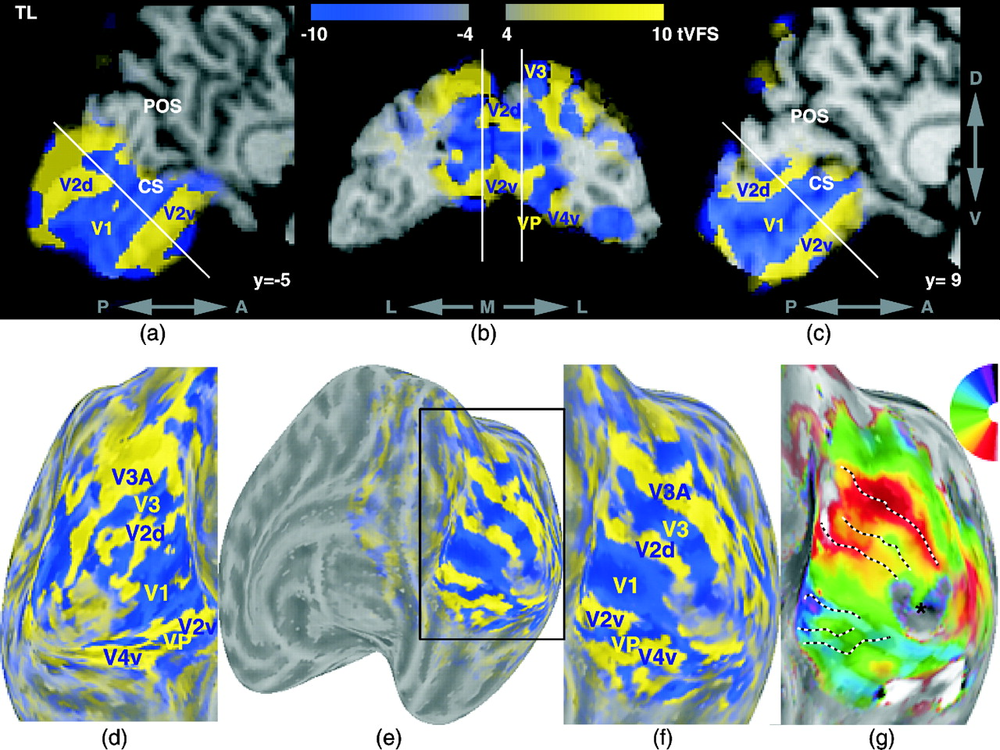 TL
-10 -4 4 10 tVFS
POS
V2d
CS
V2v
V1
y=-5
P A
(a)
V3
V2d
V2v
VP V4v
L M L
(b)
POS
V2d
CS
V1
V2v
y= 9
P A
D
V
(c)
V3A
V3
V2d
V1
V2v
VP
V4v
(d)
(e)
V3A
V3
V2d
V1
V2v
VP
V4v
(f)
*
(g)